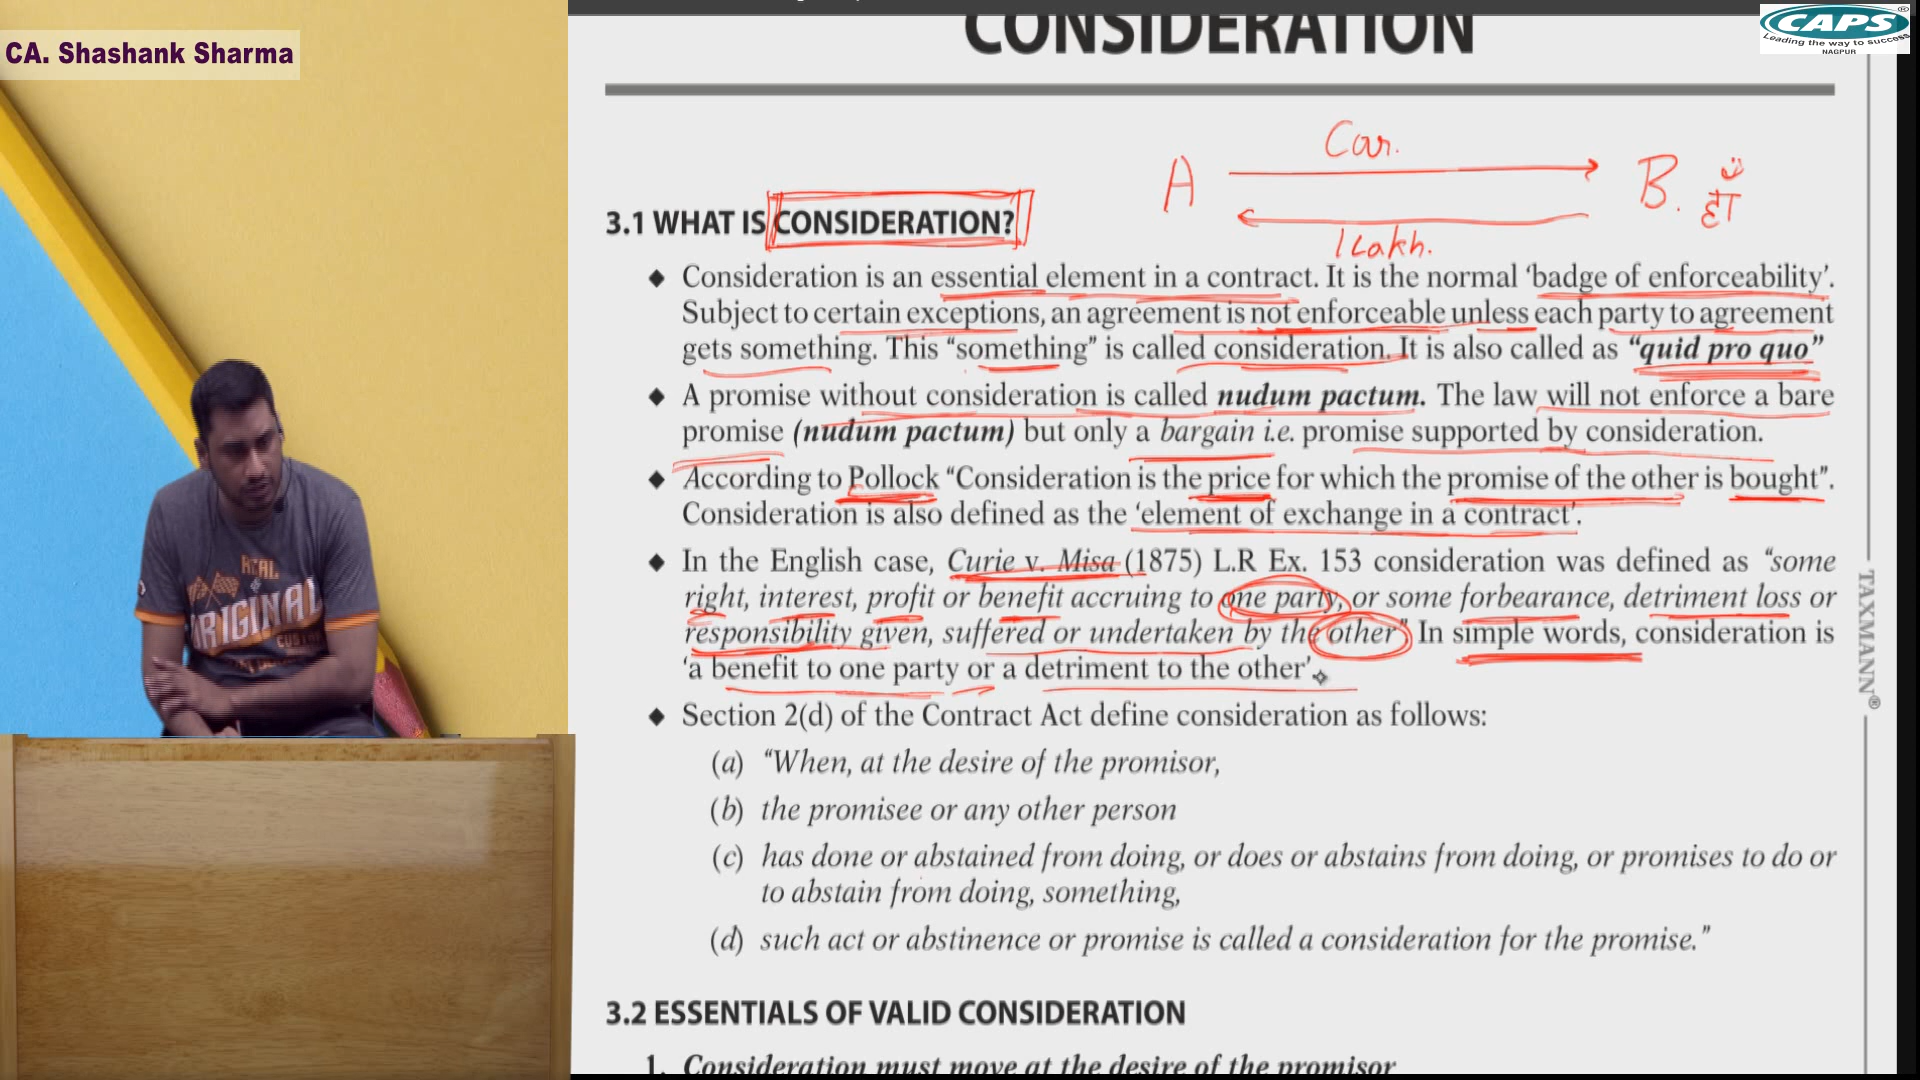 CA. Shashank Sharma
CAPS®
Leading the way to success
NAGPUR
CONSIDERATION
Car.
A
B.
हाँ
1 Lakh.
3.1 WHAT IS CONSIDERATION?
◆ Consideration is an essential element in a contract. It is the normal ‘badge of enforceability’.
Subject to certain exceptions, an agreement is not enforceable unless each party to agreement
gets something. This “something” is called consideration. It is also called as “quid pro quo”
◆ A promise without consideration is called nudum pactum. The law will not enforce a bare
promise (nudum pactum) but only a bargain i.e. promise supported by consideration.
◆ According to Pollock “Consideration is the price for which the promise of the other is bought”.
Consideration is also defined as the ‘element of exchange in a contract’.
◆ In the English case, Curie v. Misa (1875) L.R Ex. 153 consideration was defined as “some
right, interest, profit or benefit accruing to one party, or some forbearance, detriment loss or
responsibility given, suffered or undertaken by the other” In simple words, consideration is
‘a benefit to one party or a detriment to the other’.
◆ Section 2(d) of the Contract Act define consideration as follows:
(a) “When, at the desire of the promisor,
(b) the promisee or any other person
(c) has done or abstained from doing, or does or abstains from doing, or promises to do or
to abstain from doing, something,
(d) such act or abstinence or promise is called a consideration for the promise.”
3.2 ESSENTIALS OF VALID CONSIDERATION
1. Consideration must move at the desire of the promisor
TAXMANN®
ORIGINAL